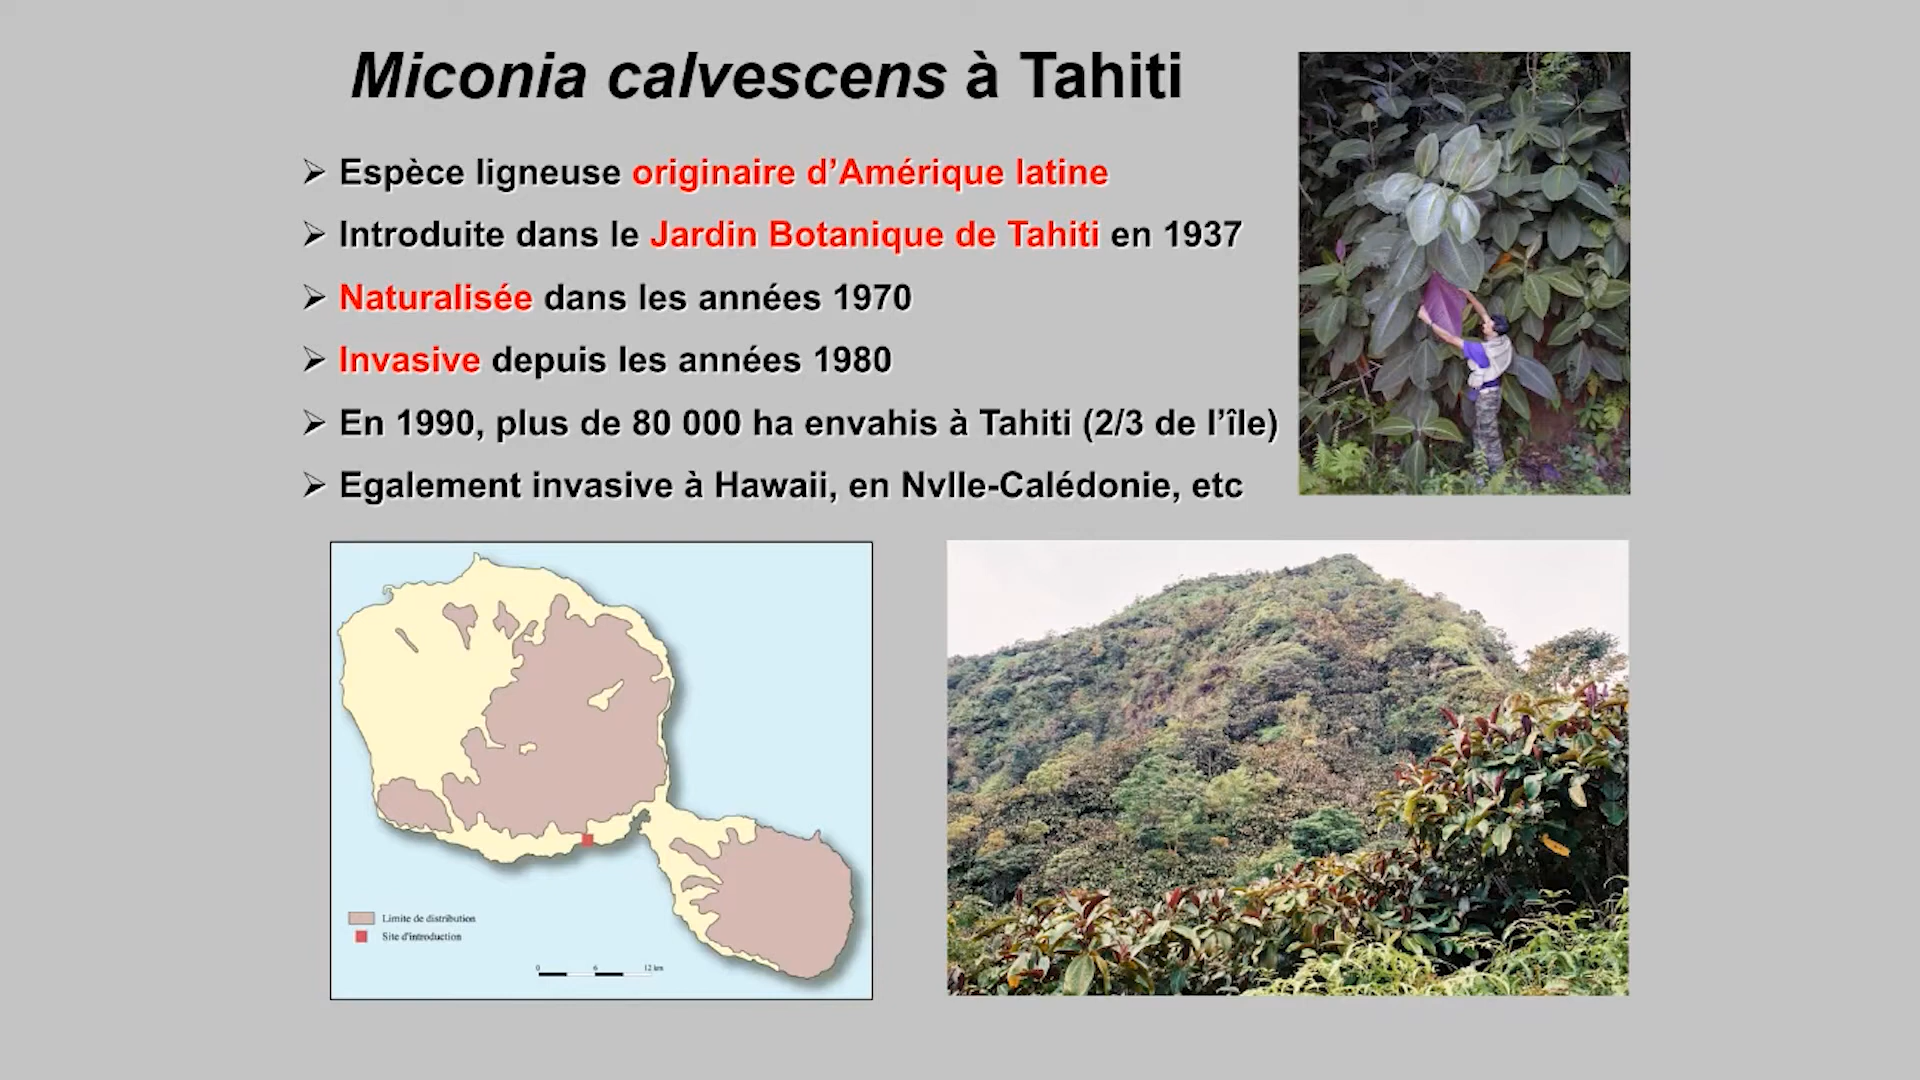 Miconia calvescens à Tahiti
➢ Espèce ligneuse originaire d’Amérique latine
➢ Introduite dans le Jardin Botanique de Tahiti en 1937
➢ Naturalisée dans les années 1970
➢ Invasive depuis les années 1980
➢ En 1990, plus de 80 000 ha envahis à Tahiti (2/3 de l’île)
➢ Egalement invasive à Hawaii, en Nvlle-Calédonie, etc
Limite de distribution
Site d'introduction
0 6 12 km